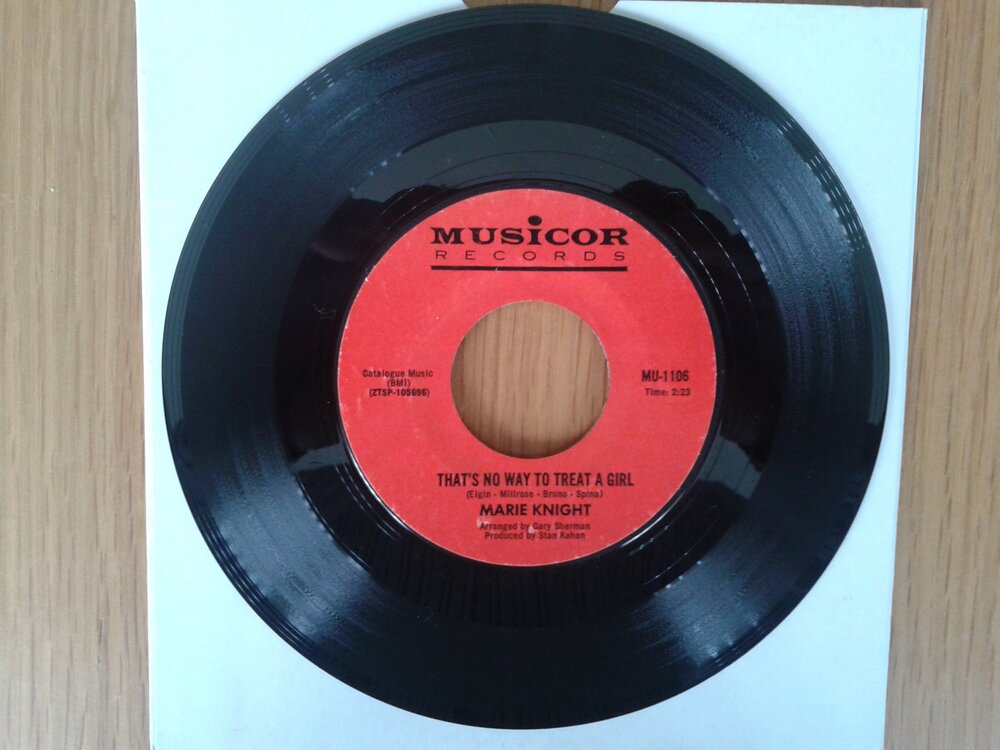 MUSiCOR
RECORDS
Catalogue Music
(BMI)
(ZTSP-105696)
MU-1106
Time: 2:23
THAT'S NO WAY TO TREAT A GIRL
(Elgin - Millrose - Bruno - Spina)
MARIE KNIGHT
Arranged by Gary Sherman
Produced by Stan Kahan